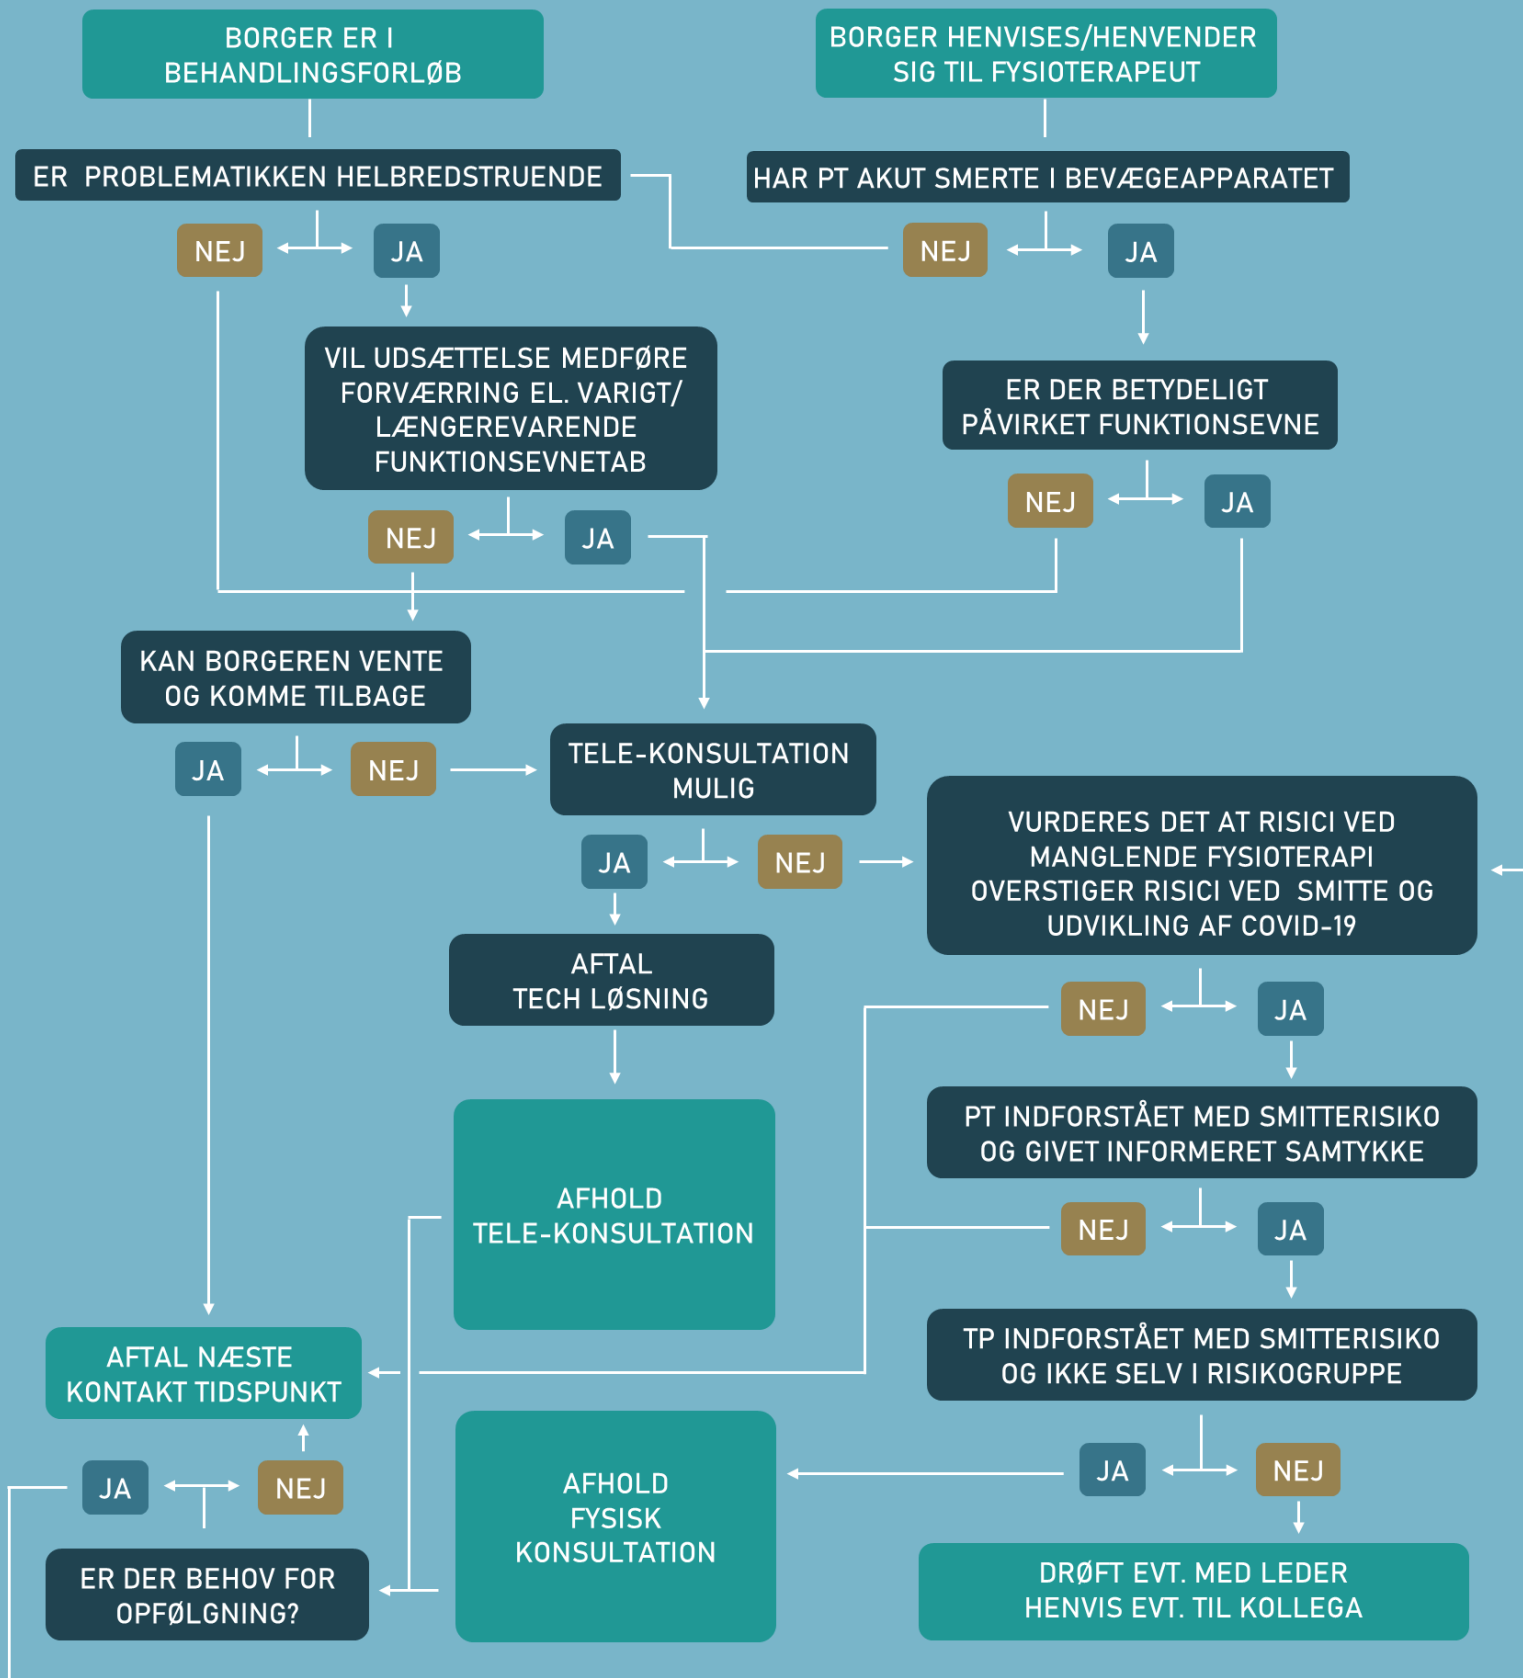 BORGER ER I
BEHANDLINGSFORLØB
BORGER HENVISES/HENVENDER
SIG TIL FYSIOTERAPEUT
ER PROBLEMATIKKEN HELBREDSTRUENDE
HAR PT AKUT SMERTE I BEVÆGEAPPARATET
NEJ
JA
NEJ
JA
VIL UDSÆTTELSE MEDFØRE
FORVÆRRING EL. VARIGT/
LÆNGEREVARENDE
FUNKTIONSEVNETAB
ER DER BETYDELIGT
PÅVIRKET FUNKTIONSEVNE
NEJ
JA
NEJ
JA
KAN BORGEREN VENTE
OG KOMME TILBAGE
JA
NEJ
TELE-KONSULTATION
MULIG
JA
NEJ
VURDERES DET AT RISICI VED
MANGLENDE FYSIOTERAPI
OVERSTIGER RISICI VED SMITTE OG
UDVIKLING AF COVID-19
AFTAL
TECH LØSNING
NEJ
JA
PT INDFORSTÅET MED SMITTERISIKO
OG GIVET INFORMERET SAMTYKKE
AFHOLD
TELE-KONSULTATION
NEJ
JA
TP INDFORSTÅET MED SMITTERISIKO
OG IKKE SELV I RISIKOGRUPPE
AFTAL NÆSTE
KONTAKT TIDSPUNKT
JA
NEJ
AFHOLD
FYSISK
KONSULTATION
JA
NEJ
ER DER BEHOV FOR
OPFØLGNING?
DRØFT EVT. MED LEDER
HENVIS EVT. TIL KOLLEGA